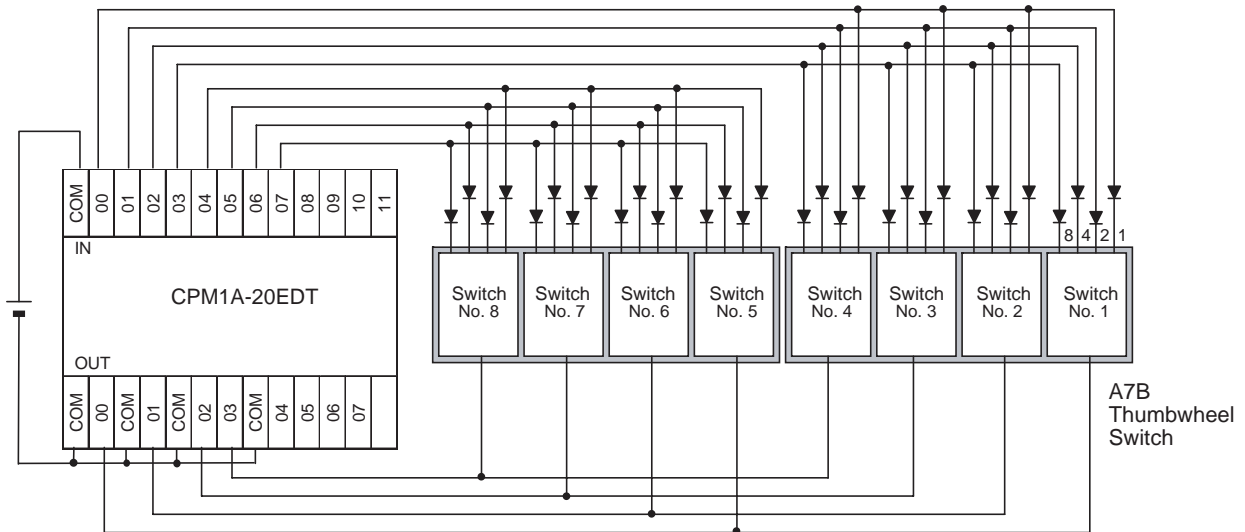 COM 00 01 02 03 04 05 06 07 08 09 10 11
IN
CPM1A-20EDT
OUT
COM 00 COM 01 COM 02 03 COM 04 05 06 07
8 4 2 1
Switch
No. 8
Switch
No. 7
Switch
No. 6
Switch
No. 5
Switch
No. 4
Switch
No. 3
Switch
No. 2
Switch
No. 1
A7B
Thumbwheel
Switch